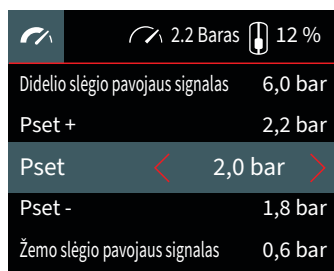 2.2 Baras 12 %
Didelio slėgio pavojaus signalas 6,0 bar
Pset + 2,2 bar
Pset 2,0 bar
Pset - 1,8 bar
Žemo slėgio pavojaus signalas 0,6 bar